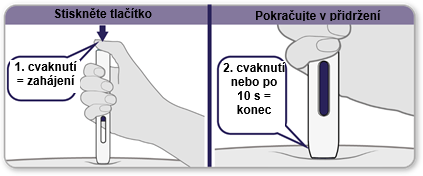 Stiskněte tlačítko
1. cvaknutí
= zahájení
Pokračujte v přidržení
2. cvaknutí
nebo po
10 s =
konec